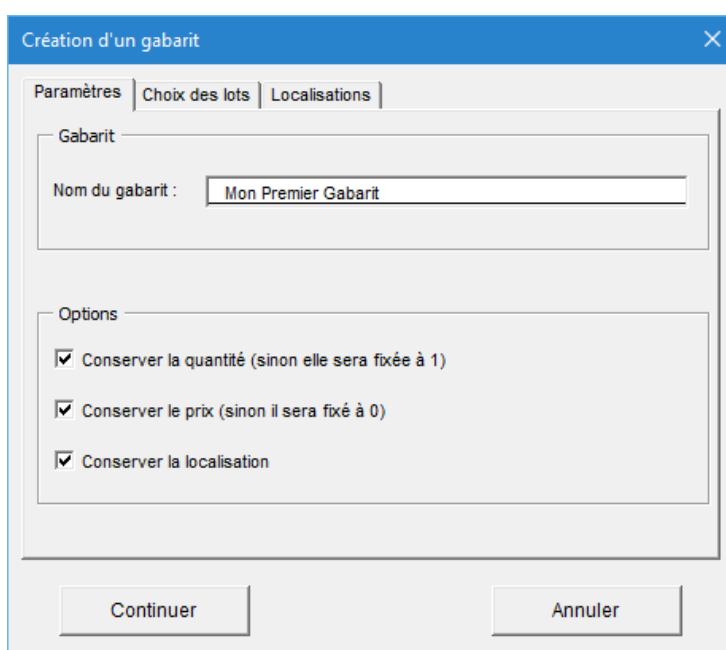 Création d'un gabarit
Paramètres Choix des lots Localisations
Gabarit
Nom du gabarit : Mon Premier Gabarit
Options
Conserver la quantité (sinon elle sera fixée à 1)
Conserver le prix (sinon il sera fixé à 0)
Conserver la localisation
Continuer Annuler